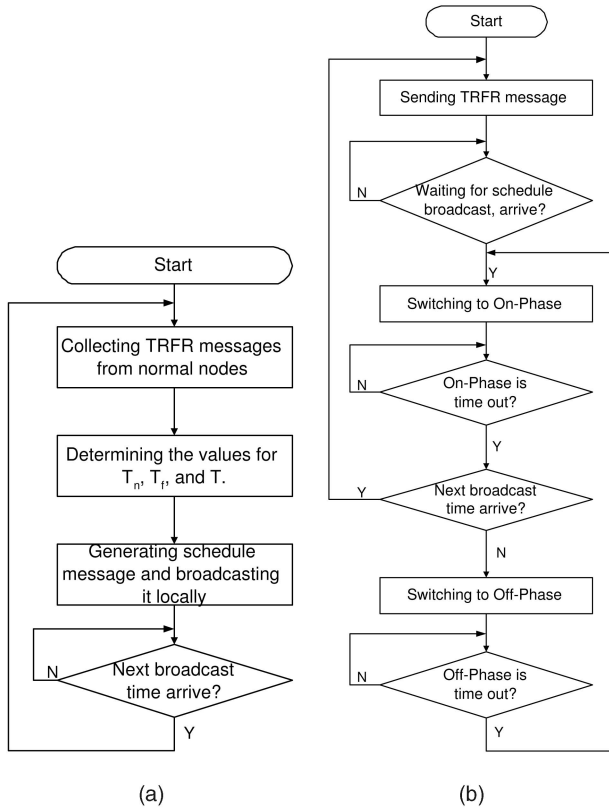 Start
Collecting TRFR messages
from normal nodes
Determining the values for
Tn, Tf, and T.
Generating schedule
message and broadcasting
it locally
N
Next broadcast
time arrive?
Y
(a)
Start
Sending TRFR message
N
Waiting for schedule
broadcast, arrive?
Y
Switching to On-Phase
N
On-Phase is
time out?
Y
Y
Next broadcast
time arrive?
N
Switching to Off-Phase
N
Off-Phase is
time out?
Y
(b)